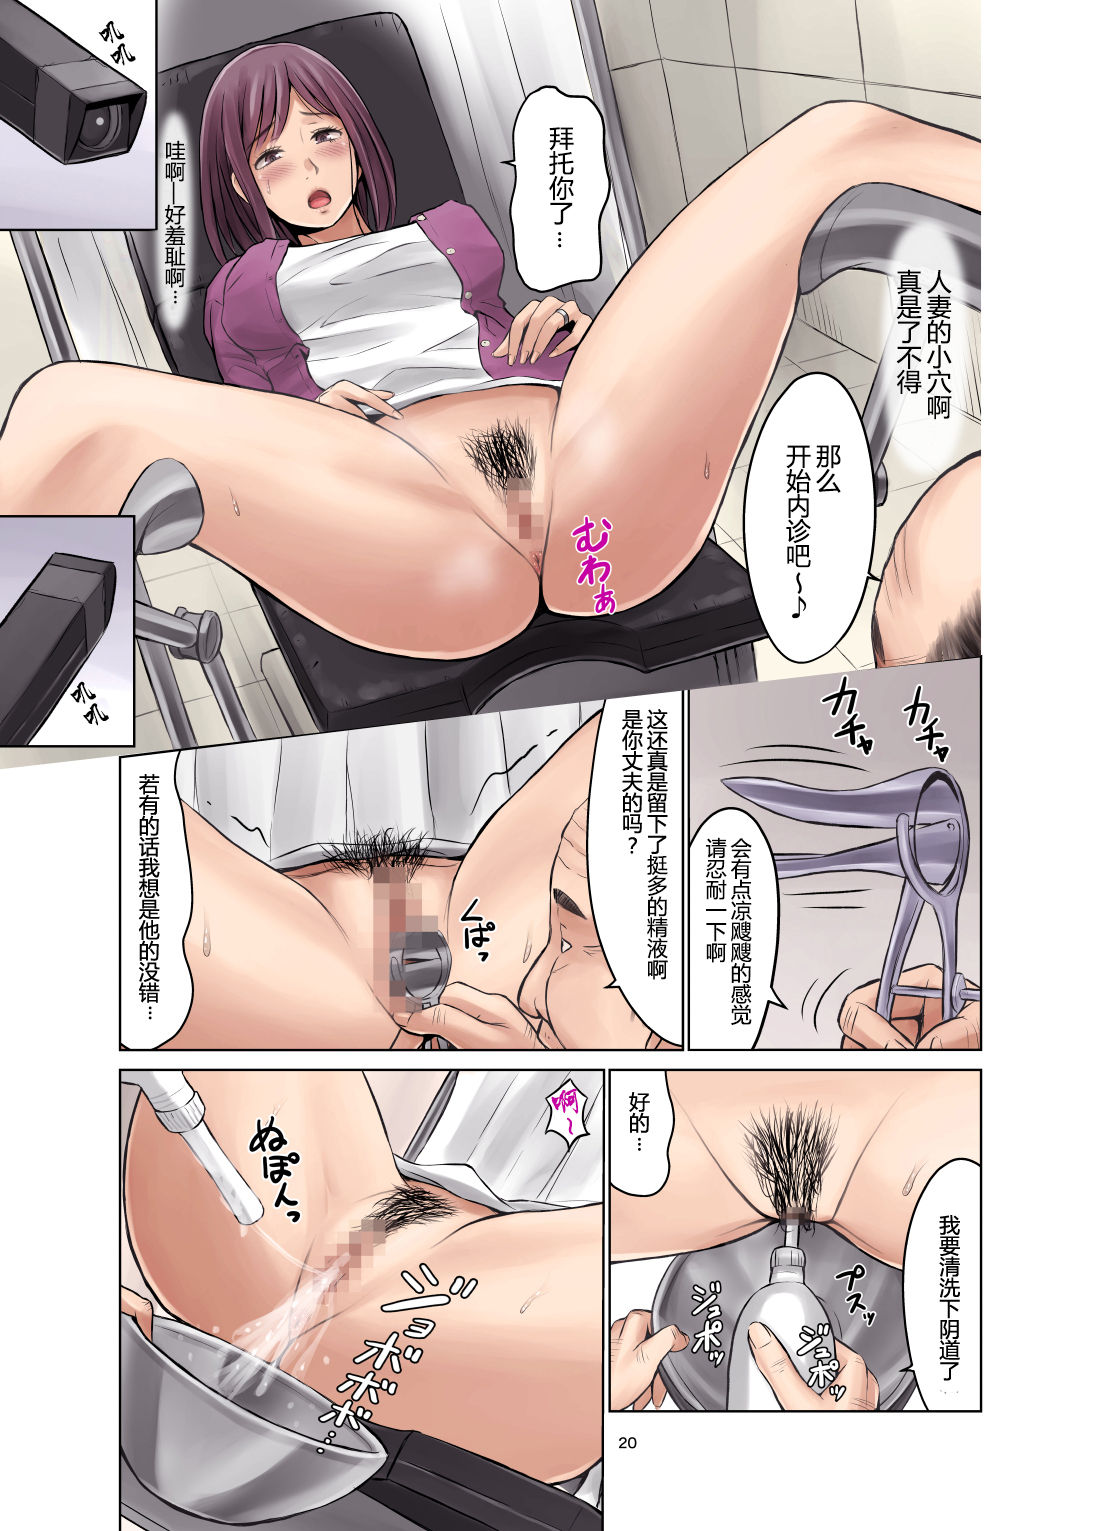 叽叽
哇啊—好羞耻啊…
拜托你了…
人妻的小穴啊
真是了不得
那么
开始内诊吧～♪
むわぁ
叽叽
カチャ
カチャ
会有点凉飕飕的感觉
请忍耐一下啊
这还真是留下了挺多的精液啊
是你丈夫的吗？
くぱっ
若有的话我想是他的没错…
我要清洗下阴道了…
好的…
プスッ
ジュポッ
ジュポッ
啊～
ぬぽんっ
ジョボボボ…
20